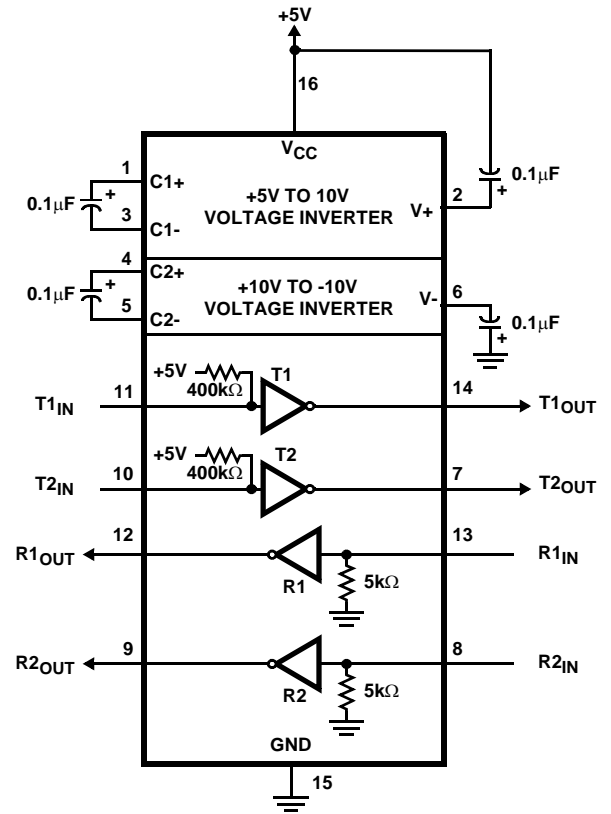 +5V
16
VCC
1
C1+
0.1µF
+
3
C1-
+5V TO 10V
VOLTAGE INVERTER
V+
2
0.1µF
+
4
C2+
0.1µF
+
5
C2-
+10V TO -10V
VOLTAGE INVERTER
V-
6
0.1µF
+
T1IN
11
+5V
400kΩ
T1
14
T1OUT
T2IN
10
+5V
400kΩ
T2
7
T2OUT
R1OUT
12
R1
5kΩ
13
R1IN
R2OUT
9
R2
5kΩ
8
R2IN
GND
15